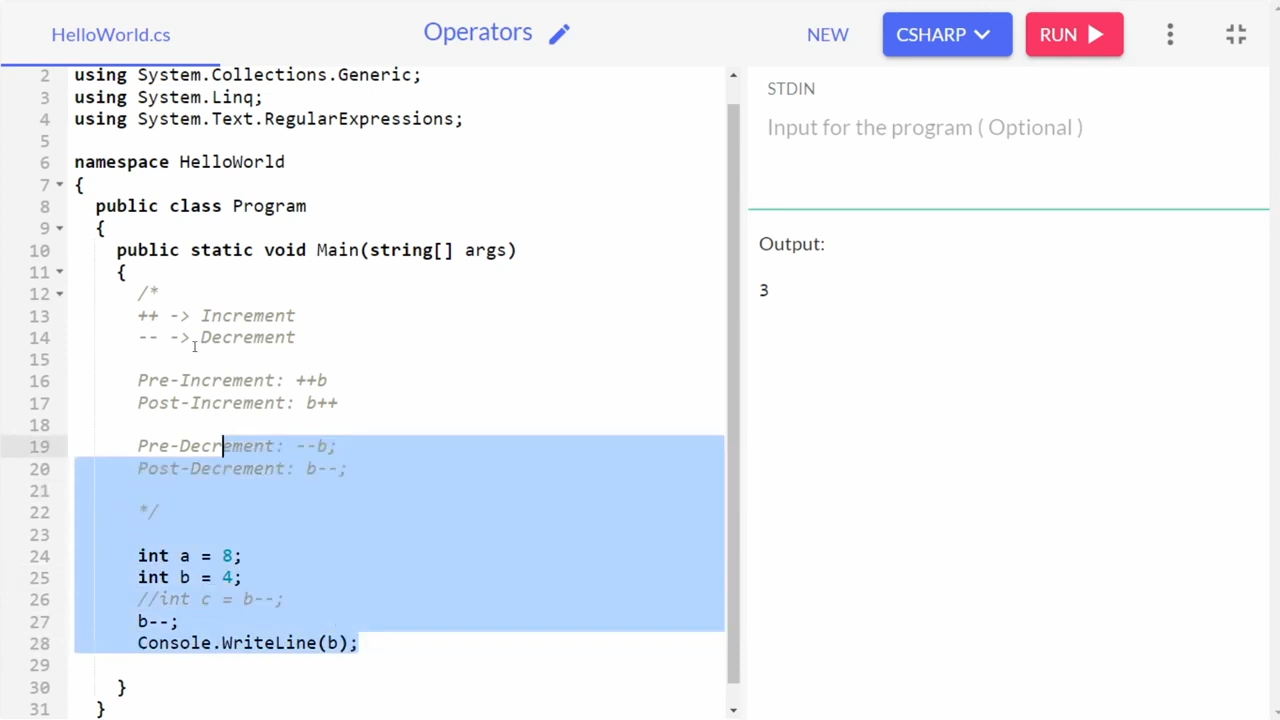 HelloWorld.cs
Operators
NEW
CSHARP
RUN
2 using System.Collections.Generic;
3 using System.Linq;
4 using System.Text.RegularExpressions;
5
6 namespace HelloWorld
7 {
8 public class Program
9 {
10 public static void Main(string[] args)
11 {
12 /*
13 ++ -> Increment
14 -- -> Decrement
15
16 Pre-Increment: ++b
17 Post-Increment: b++
18
19 Pre-Decrement: --b;
20 Post-Decrement: b--;
21
22 */
23
24 int a = 8;
25 int b = 4;
26 //int c = b--;
27 b--;
28 Console.WriteLine(b);
29
30 }
31 }
STDIN
Input for the program ( Optional )
Output:
3